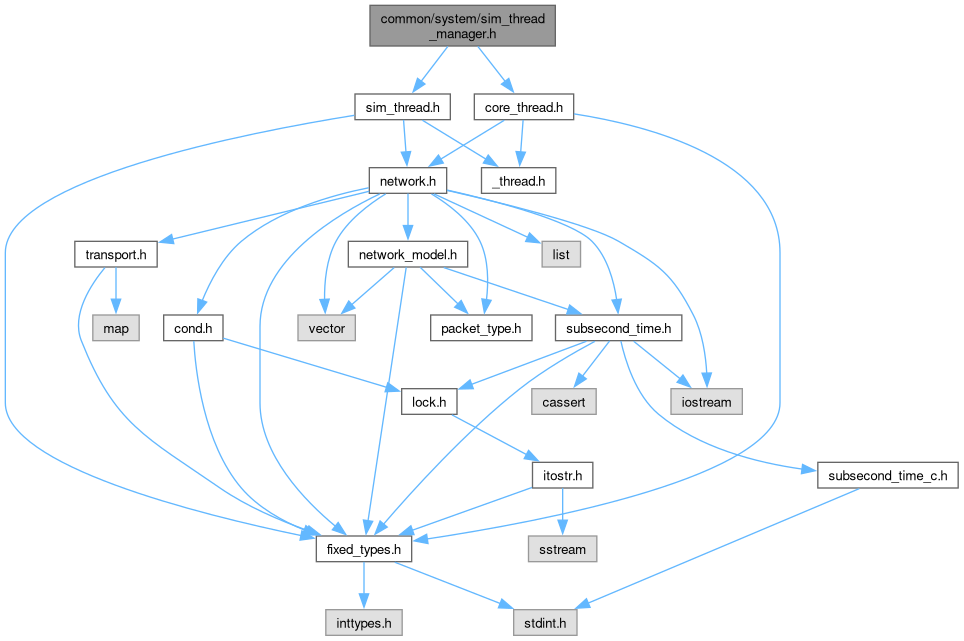 common/system/sim_thread
_manager.h
sim_thread.h
core_thread.h
network.h
_thread.h
transport.h
network_model.h
list
map
cond.h
vector
packet_type.h
subsecond_time.h
lock.h
cassert
iostream
itostr.h
subsecond_time_c.h
fixed_types.h
sstream
inttypes.h
stdint.h